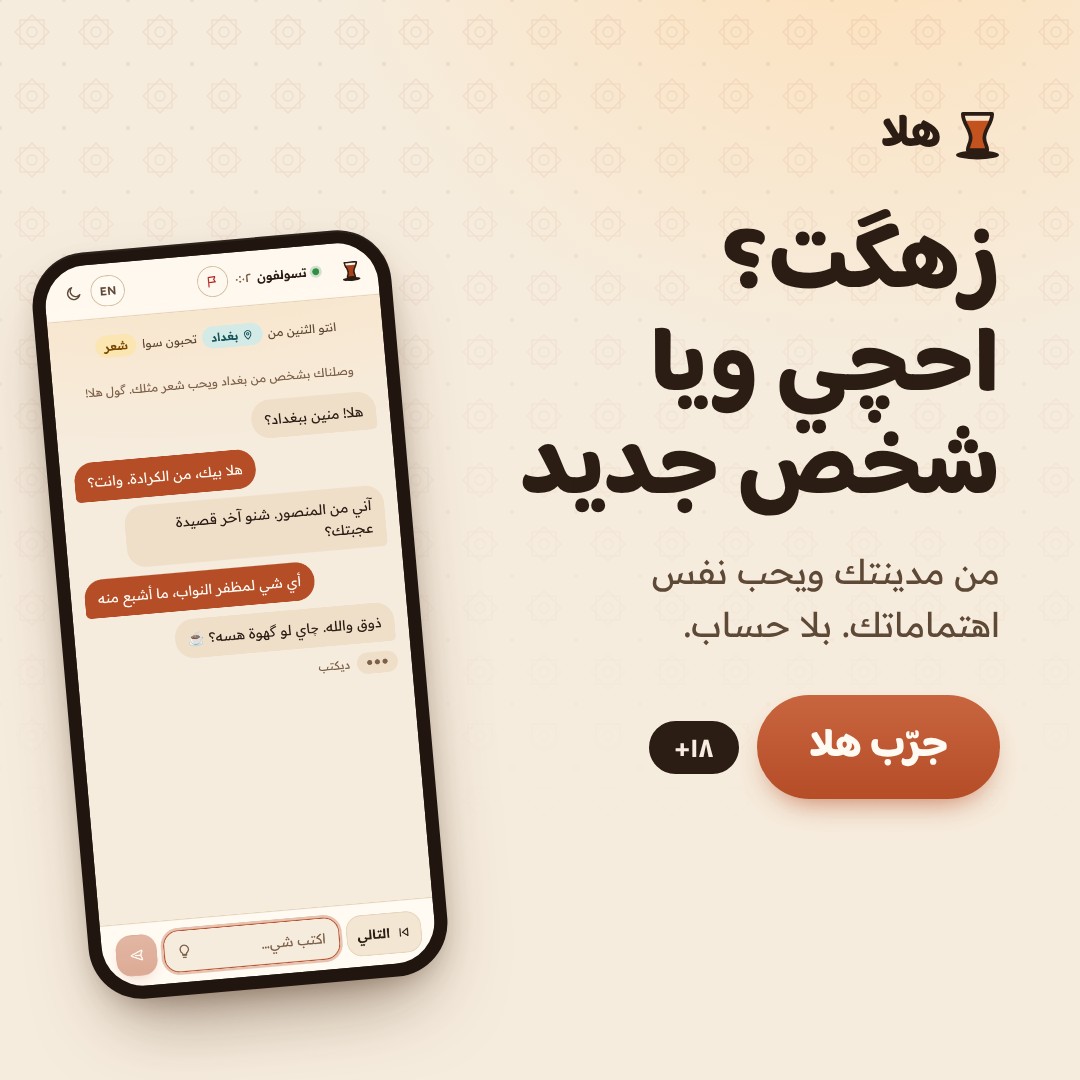 هلا
زهگت؟
احچي ويا
شخص جديد
من مدينتك ويحب نفس
اهتماماتك. بلا حساب.
جرّب هلا
+١٨
تسولفون ٠:٠٢
EN
انتو الثنين من بغداد تحبون سوا شعر
وصلناك بشخص من بغداد ويحب شعر مثلك. گول هلا!
هلا! منين ببغداد؟
هلا بيك، من الكرادة. وانت؟
آني من المنصور. شنو آخر قصيدة
عجبتك؟
أي شي لمظفر النواب، ما أشبع منه
ذوق والله. چاي لو گهوة هسه؟ ☕
ديكتب
التالي
اكتب شي...